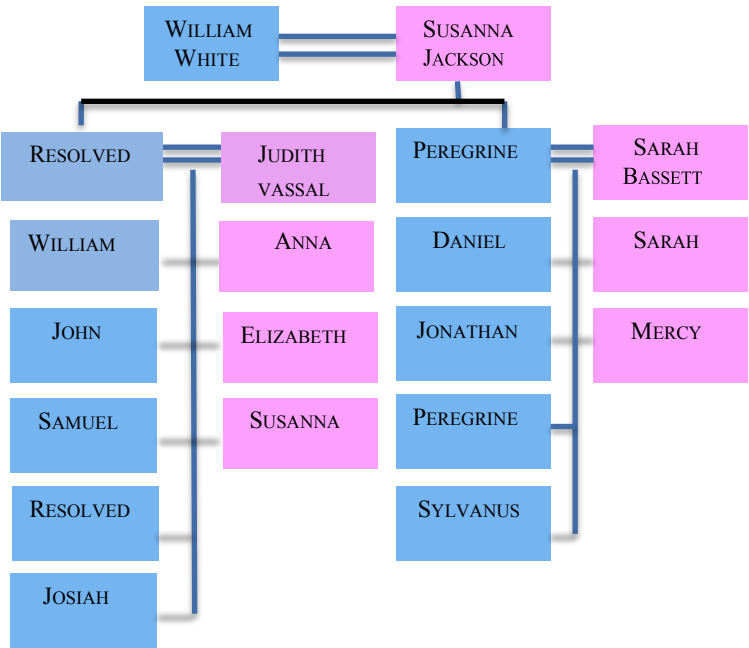 WILLIAM
WHITE
SUSANNA
JACKSON
RESOLVED
JUDITH
VASSAL
PEREGRINE
SARAH
BASSETT
WILLIAM
ANNA
DANIEL
SARAH
JOHN
ELIZABETH
JONATHAN
MERCY
SAMUEL
SUSANNA
PEREGRINE
RESOLVED
SYLVANUS
JOSIAH